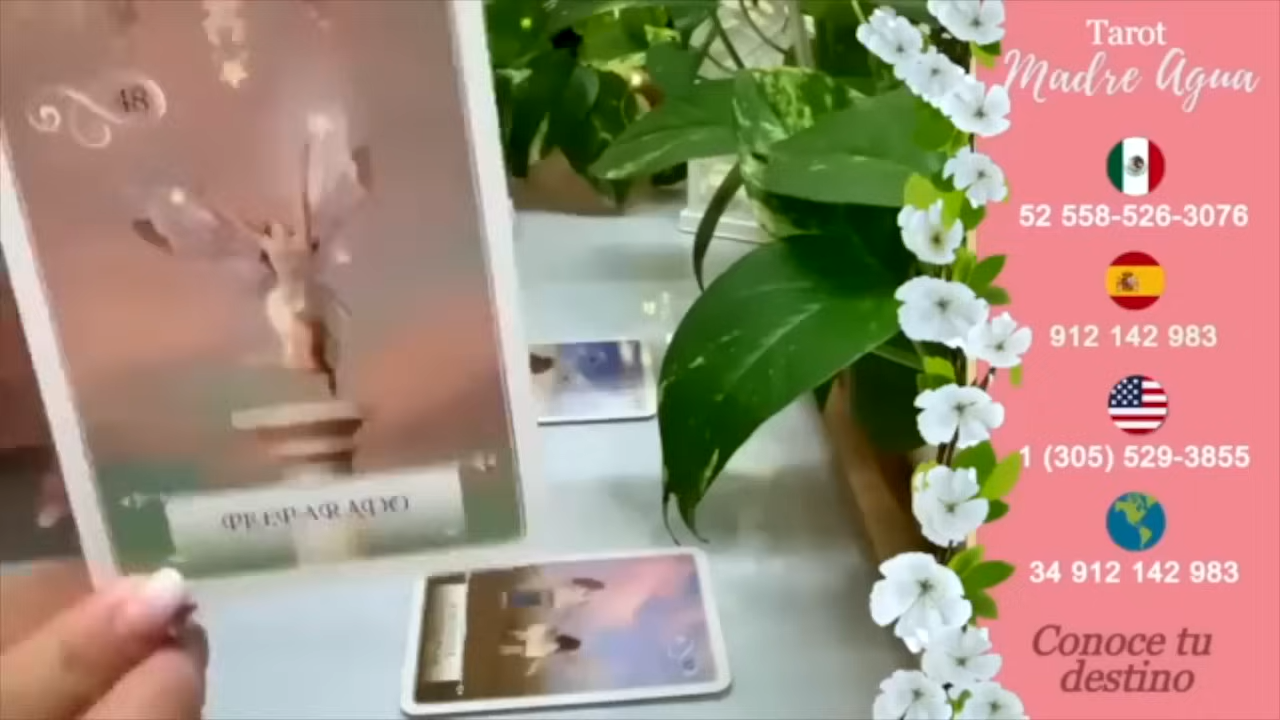 48
PREPARADO
Tarot
Madre Agua
52 558-526-3076
912 142 983
1 (305) 529-3855
34 912 142 983
Conoce tu
destino